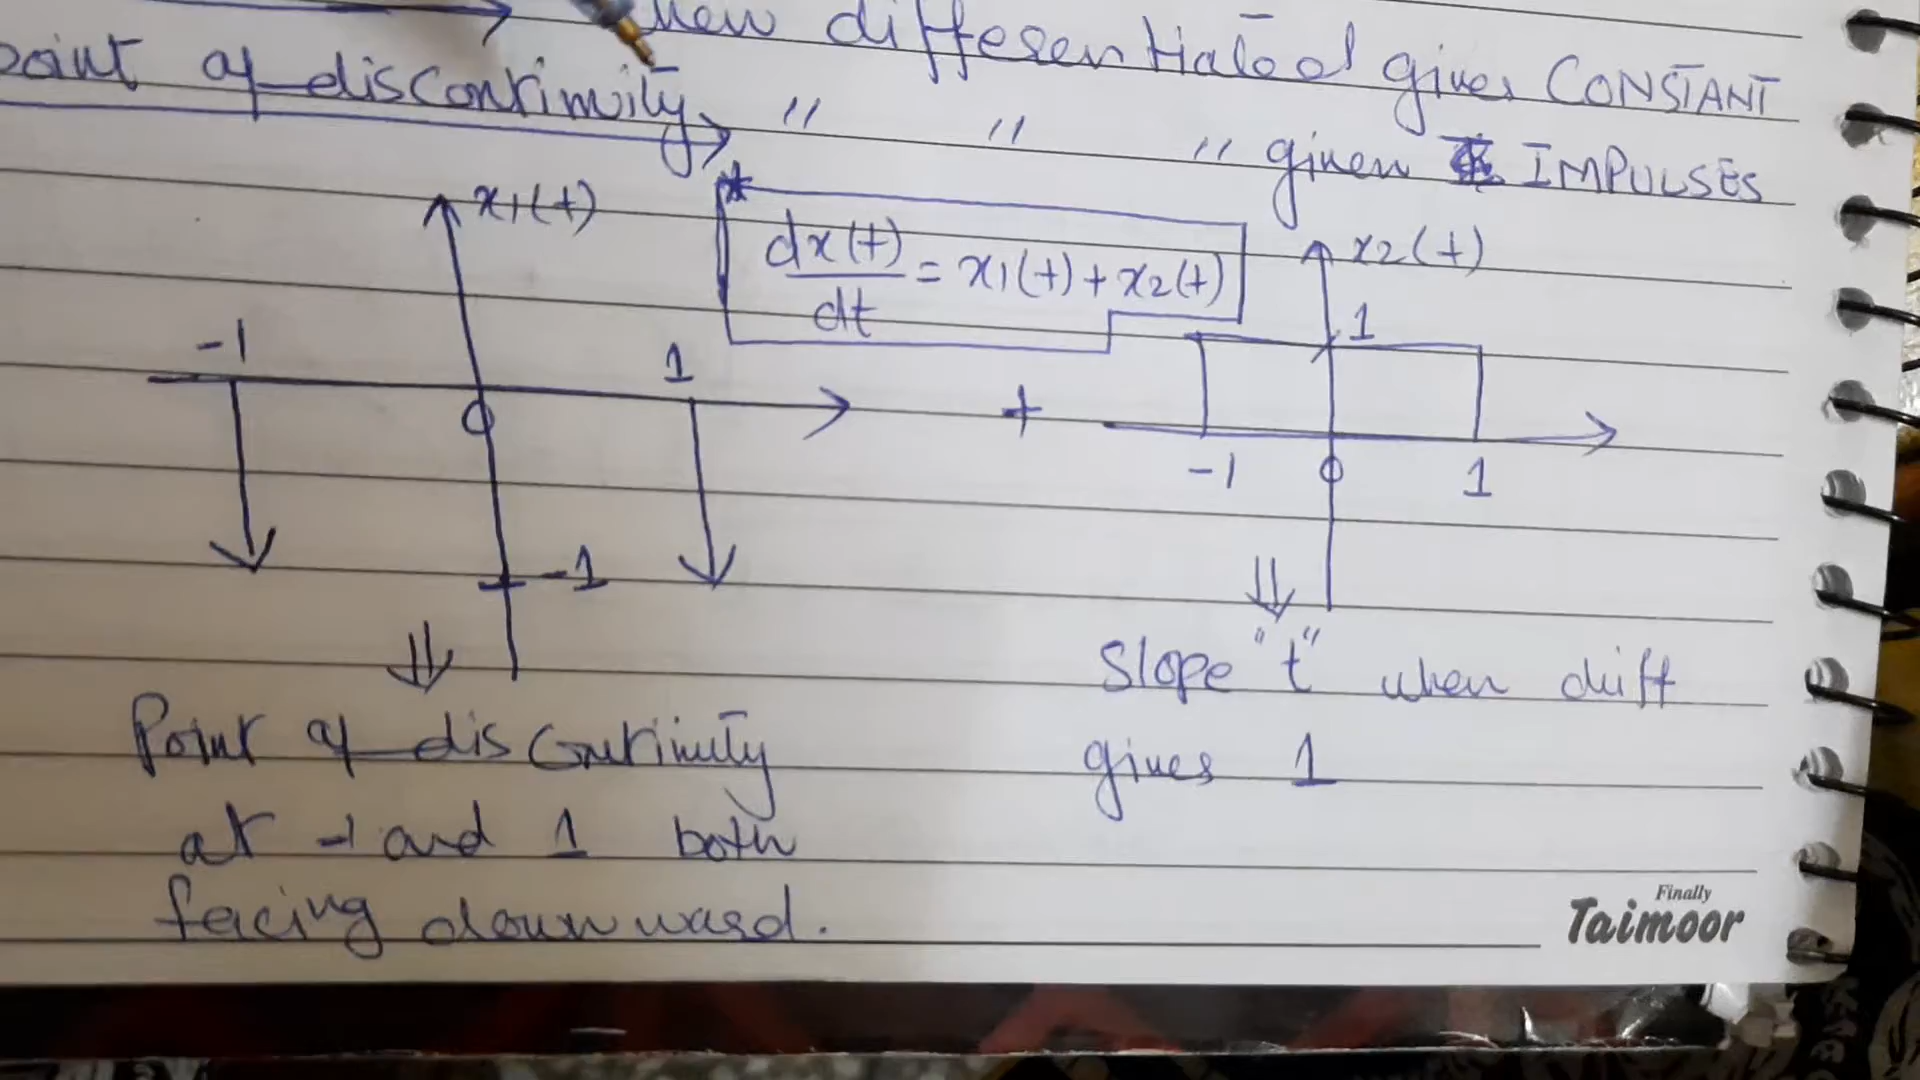 when differentiated gives CONSTANT
Point of discontinuity " " " given IMPULSES
x1(t)
dx(t)/dt = x1(t) + x2(t)
x2(t)
1
-1
1
0
+
-1 0 1
-1
Slope "t" when diff
gives 1
Point of discontinuity
at -1 and 1 both
facing downward.
Finally
Taimoor